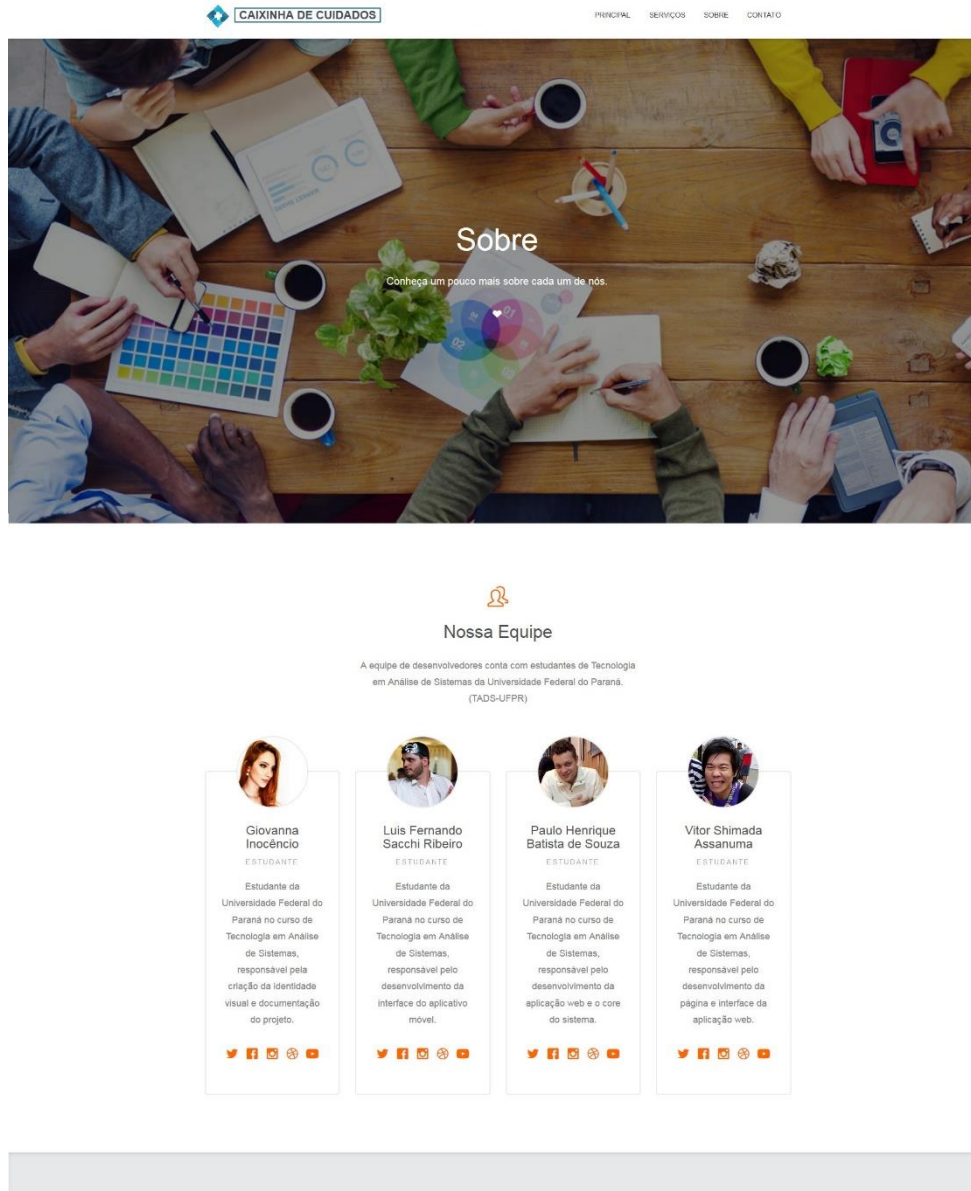 CAIXINHA DE CUIDADOS
PRINCIPAL SERVIÇOS SOBRE CONTATO
MARKET SHARE
Sobre
Conheça um pouco mais sobre cada um de nós.
01
02
Nossa Equipe
A equipe de desenvolvedores conta com estudantes de Tecnologia
em Análise de Sistemas da Universidade Federal do Paraná.
(TADS-UFPR)
Giovanna
Inocêncio
ESTUDANTE
Estudante da
Universidade Federal do
Paraná no curso de
Tecnologia em Análise
de Sistemas,
responsável pela
criação da identidade
visual e documentação
do projeto.
Luis Fernando
Sacchi Ribeiro
ESTUDANTE
Estudante da
Universidade Federal do
Paraná no curso de
Tecnologia em Análise
de Sistemas,
responsável pelo
desenvolvimento da
interface do aplicativo
móvel.
Paulo Henrique
Batista de Souza
ESTUDANTE
Estudante da
Universidade Federal do
Paraná no curso de
Tecnologia em Análise
de Sistemas,
responsável pelo
desenvolvimento da
aplicação web e o core
do sistema.
Vitor Shimada
Assanuma
ESTUDANTE
Estudante da
Universidade Federal do
Paraná no curso de
Tecnologia em Análise
de Sistemas,
responsável pelo
desenvolvimento da
página e interface da
aplicação web.